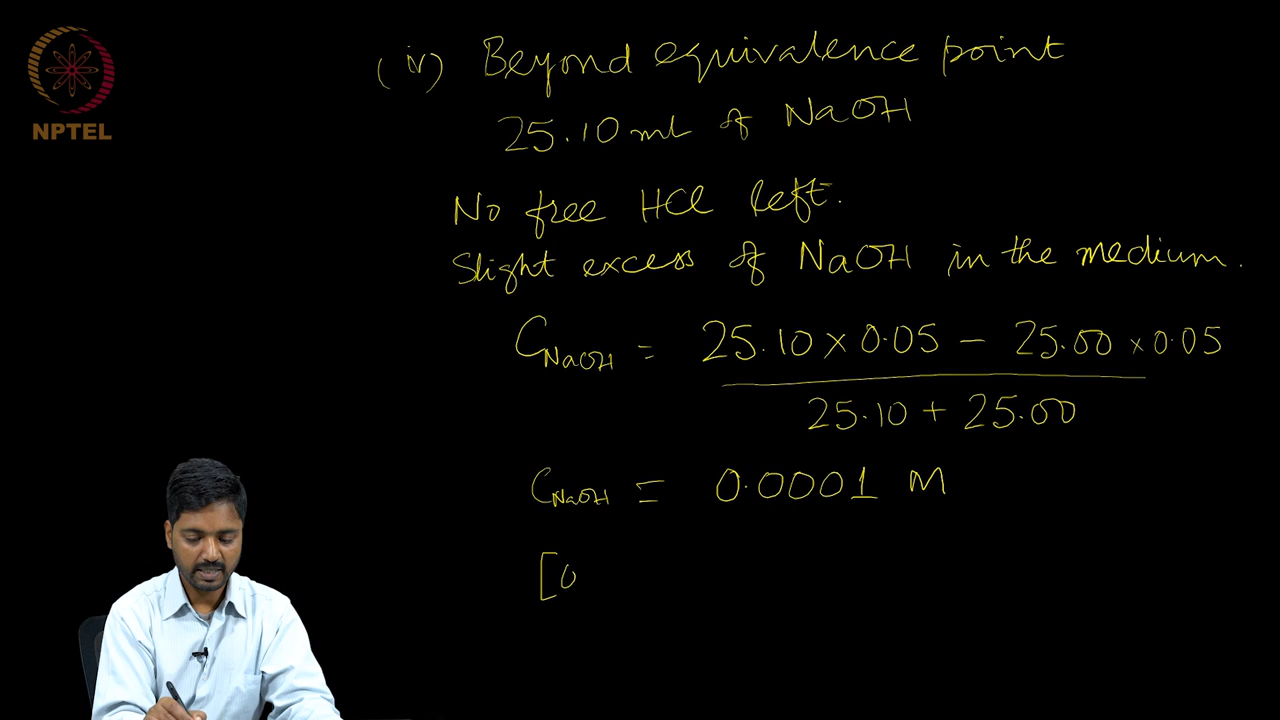 NPTEL
(iv) Beyond equivalence point
25.10 ml of NaOH
No free HCl left.
Slight excess of NaOH in the medium.
C_NaOH = 25.10 × 0.05 − 25.00 × 0.05
25.10 + 25.00
C_NaOH = 0.0001 M
[O